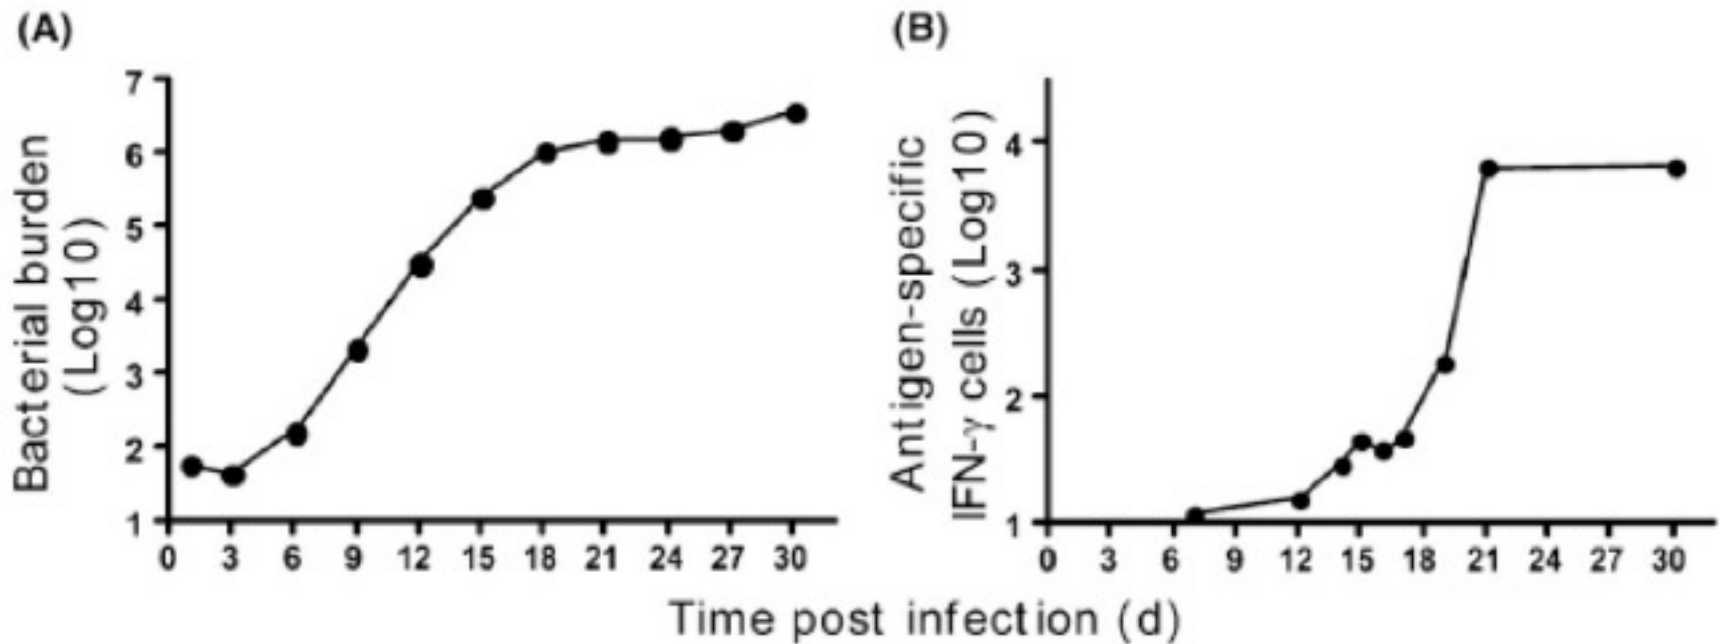 (A)
Bacterial burden
(Log10)
7
6
5
4
3
2
1
0 3 6 9 12 15 18 21 24 27 30
(B)
Antigen-specific
IFN-γ cells (Log10)
4
3
2
1
0 3 6 9 12 15 18 21 24 27 30
Time post infection (d)